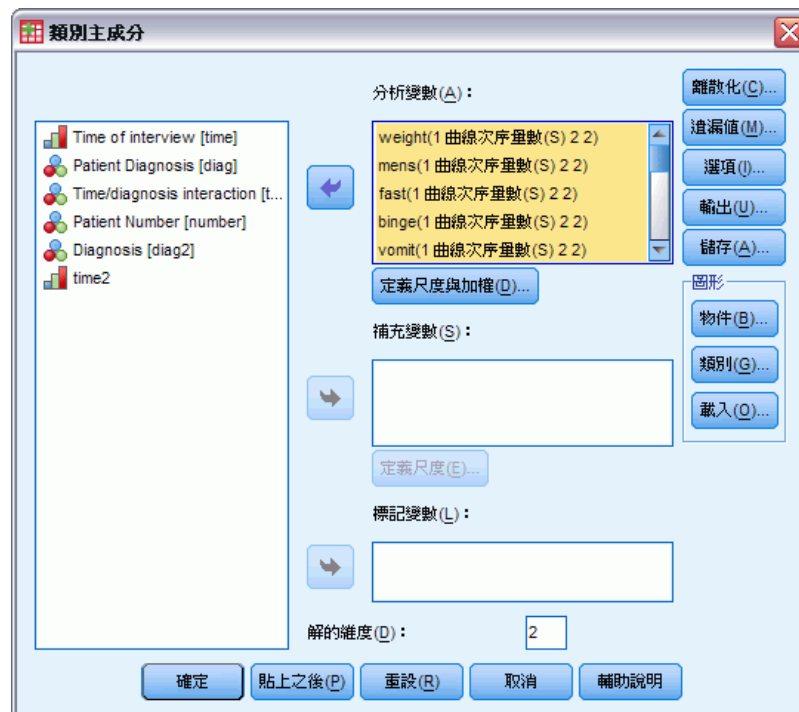 類別主成分
Time of interview [time]
Patient Diagnosis [diag]
Time/diagnosis interaction [t...
Patient Number [number]
Diagnosis [diag2]
time2
分析變數(A)：
weight(1 曲線次序量數(S) 2 2)
mens(1 曲線次序量數(S) 2 2)
fast(1 曲線次序量數(S) 2 2)
binge(1 曲線次序量數(S) 2 2)
vomit(1 曲線次序量數(S) 2 2)
定義尺度與加權(D)...
補充變數(S)：
定義尺度(E)...
標記變數(L)：
解的維度(D)：
2
離散化(C)...
遺漏值(M)...
選項(I)...
輸出(U)...
儲存(A)...
圖形
物件(B)...
類別(G)...
載入(O)...
確定
貼上之後(P)
重設(R)
取消
輔助說明